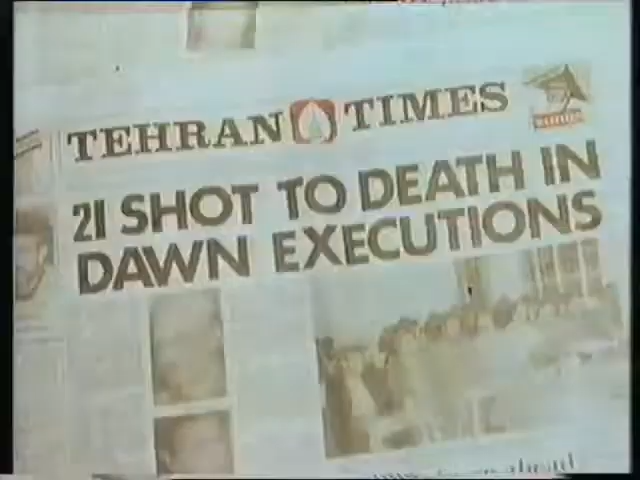 TEHRAN TIMES
21 SHOT TO DEATH IN
DAWN EXECUTIONS